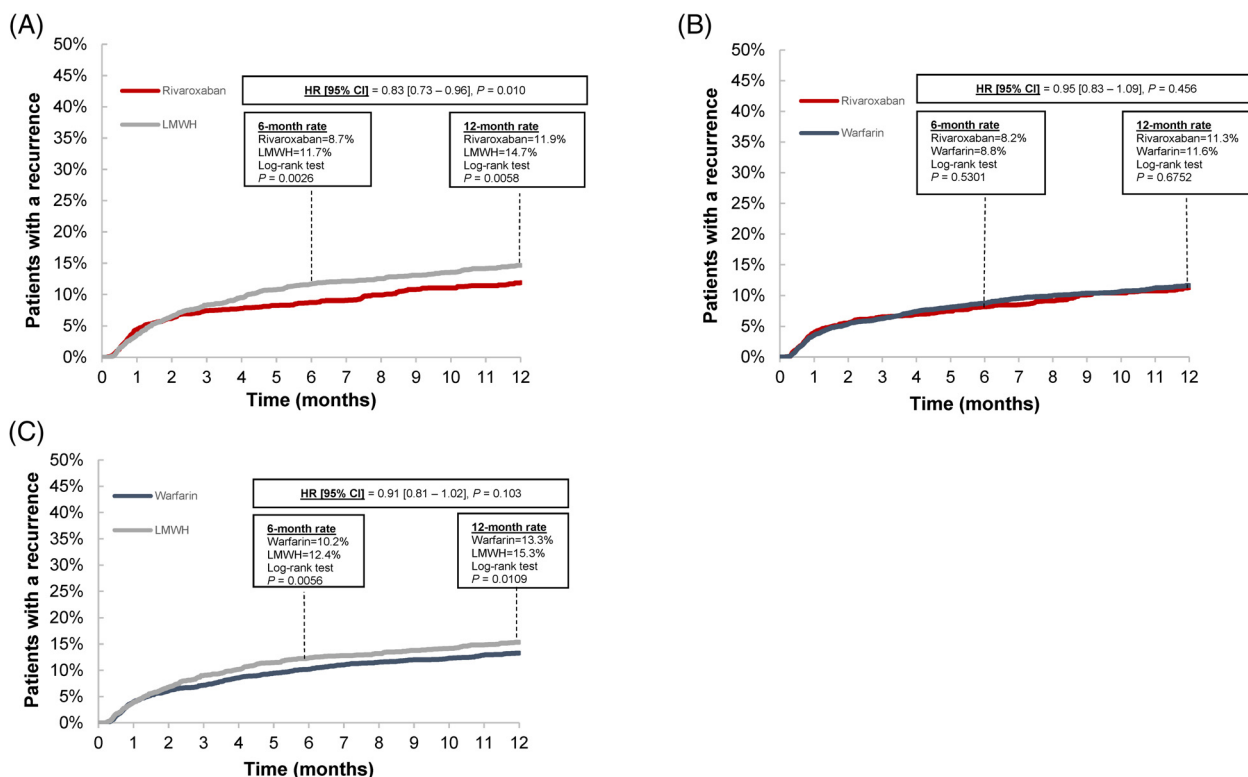 (A)
Patients with a recurrence
50%
45%
40%
35%
30%
25%
20%
15%
10%
5%
0%
Rivaroxaban
LMWH
HR [95% CI] = 0.83 [0.73 – 0.96], P = 0.010
6-month rate
Rivaroxaban=8.7%
LMWH=11.7%
Log-rank test
P = 0.0026
12-month rate
Rivaroxaban=11.9%
LMWH=14.7%
Log-rank test
P = 0.0058
0 1 2 3 4 5 6 7 8 9 10 11 12
Time (months)
(B)
Patients with a recurrence
50%
45%
40%
35%
30%
25%
20%
15%
10%
5%
0%
Rivaroxaban
Warfarin
HR [95% CI] = 0.95 [0.83 – 1.09], P = 0.456
6-month rate
Rivaroxaban=8.2%
Warfarin=8.8%
Log-rank test
P = 0.5301
12-month rate
Rivaroxaban=11.3%
Warfarin=11.6%
Log-rank test
P = 0.6752
0 1 2 3 4 5 6 7 8 9 10 11 12
Time (months)
(C)
Patients with a recurrence
50%
45%
40%
35%
30%
25%
20%
15%
10%
5%
0%
Warfarin
LMWH
HR [95% CI] = 0.91 [0.81 – 1.02], P = 0.103
6-month rate
Warfarin=10.2%
LMWH=12.4%
Log-rank test
P = 0.0056
12-month rate
Warfarin=13.3%
LMWH=15.3%
Log-rank test
P = 0.0109
0 1 2 3 4 5 6 7 8 9 10 11 12
Time (months)